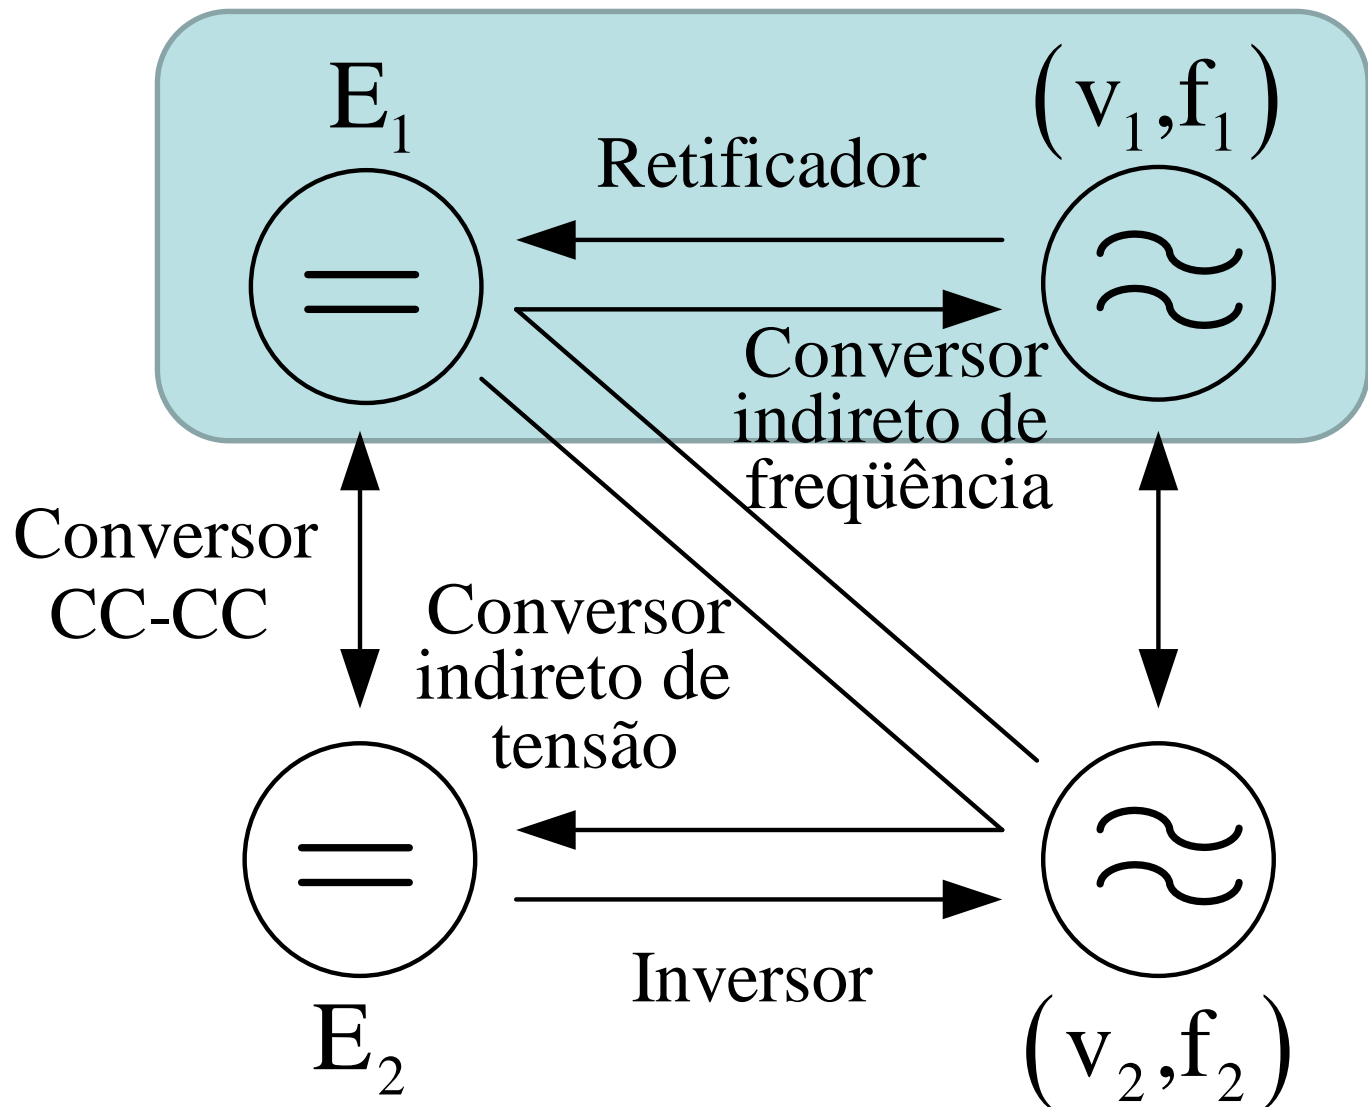 E₁
(v₁,f₁)
Retificador
Conversor
indireto de
freqüência
Conversor
CC-CC
Conversor
indireto de
tensão
Inversor
E₂
(v₂,f₂)